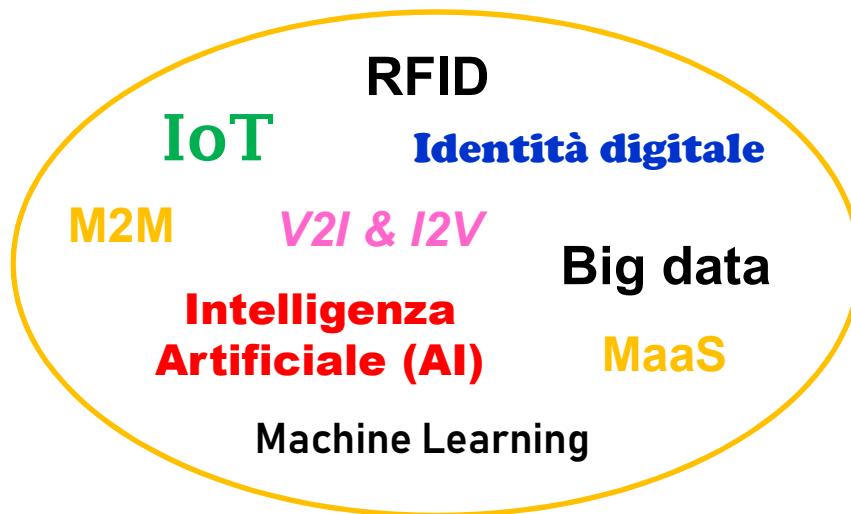 RFID
IoT
Identità digitale
M2M
V2I & I2V
Big data
Intelligenza
Artificiale (AI)
MaaS
Machine Learning